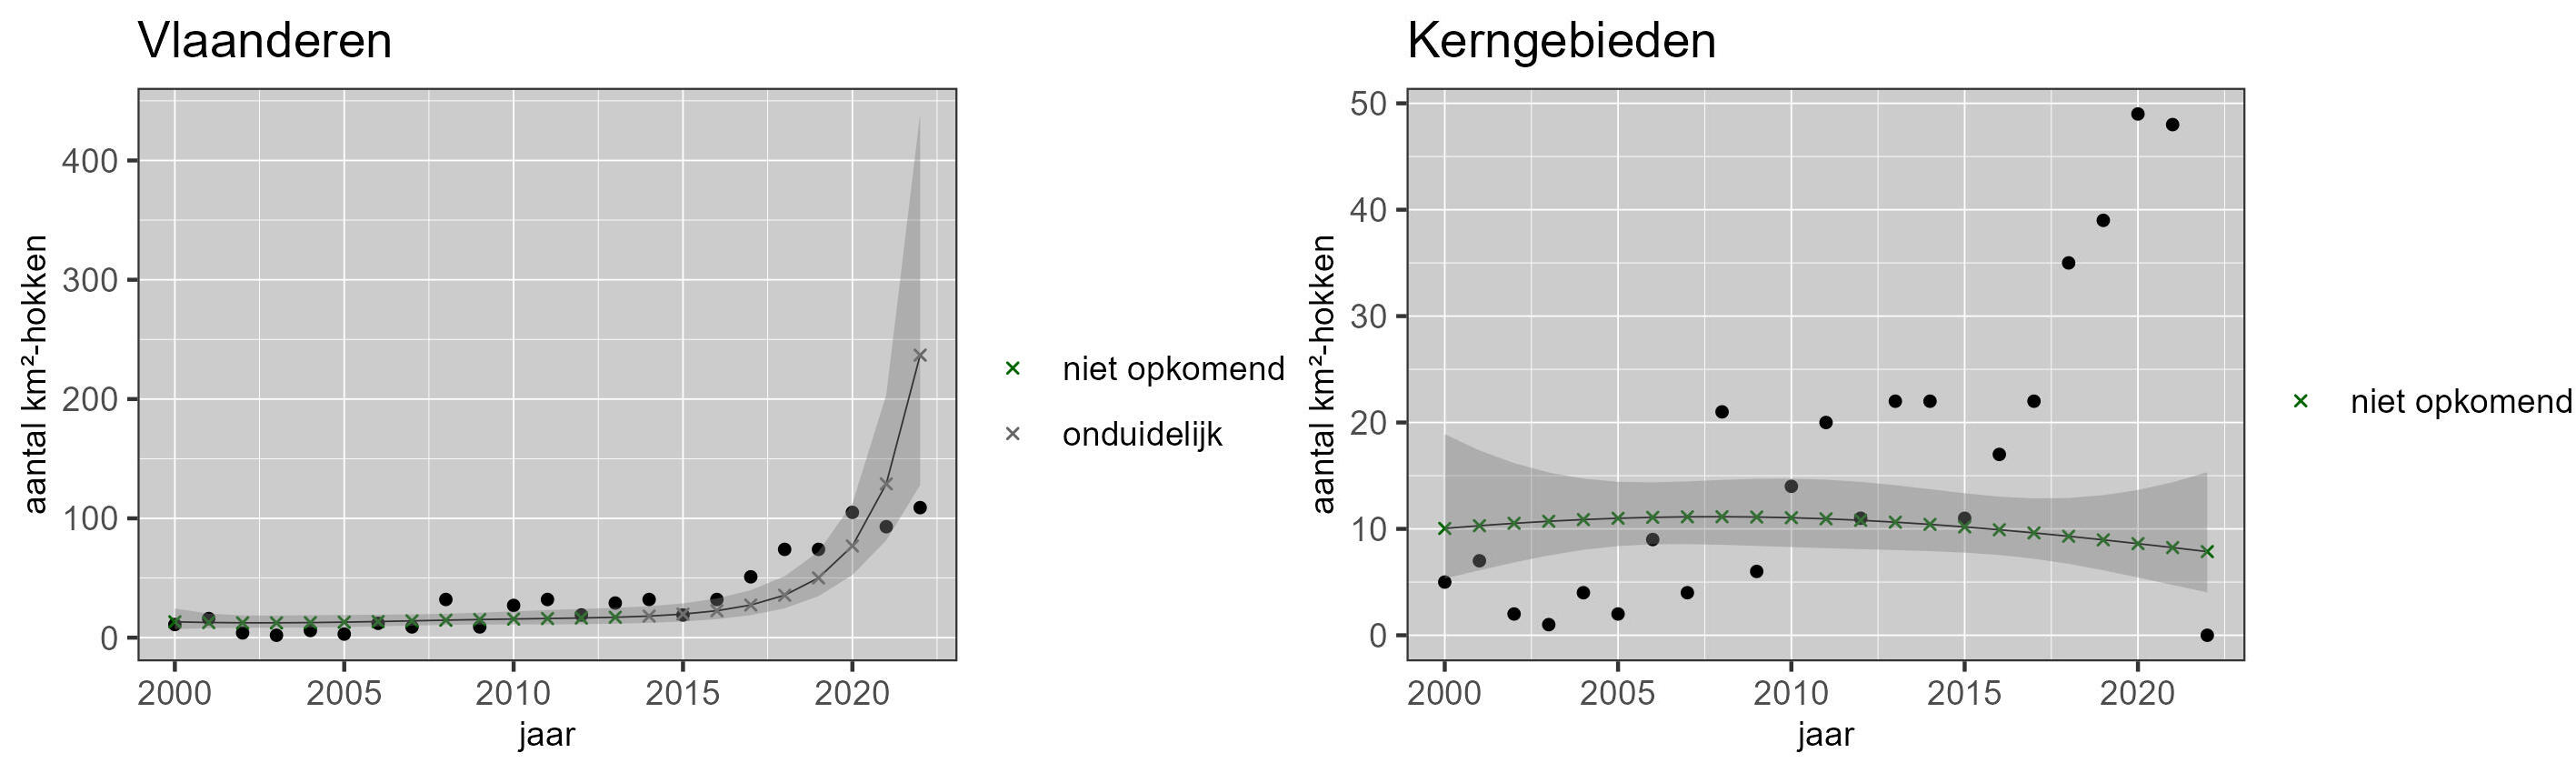 Vlaanderen
400
300
200
100
0
aantal km²-hokken
2000 2005 2010 2015 2020
jaar
niet opkomend
onduidelijk
Kerngebieden
50
40
30
20
10
0
aantal km²-hokken
2000 2005 2010 2015 2020
jaar
niet opkomend